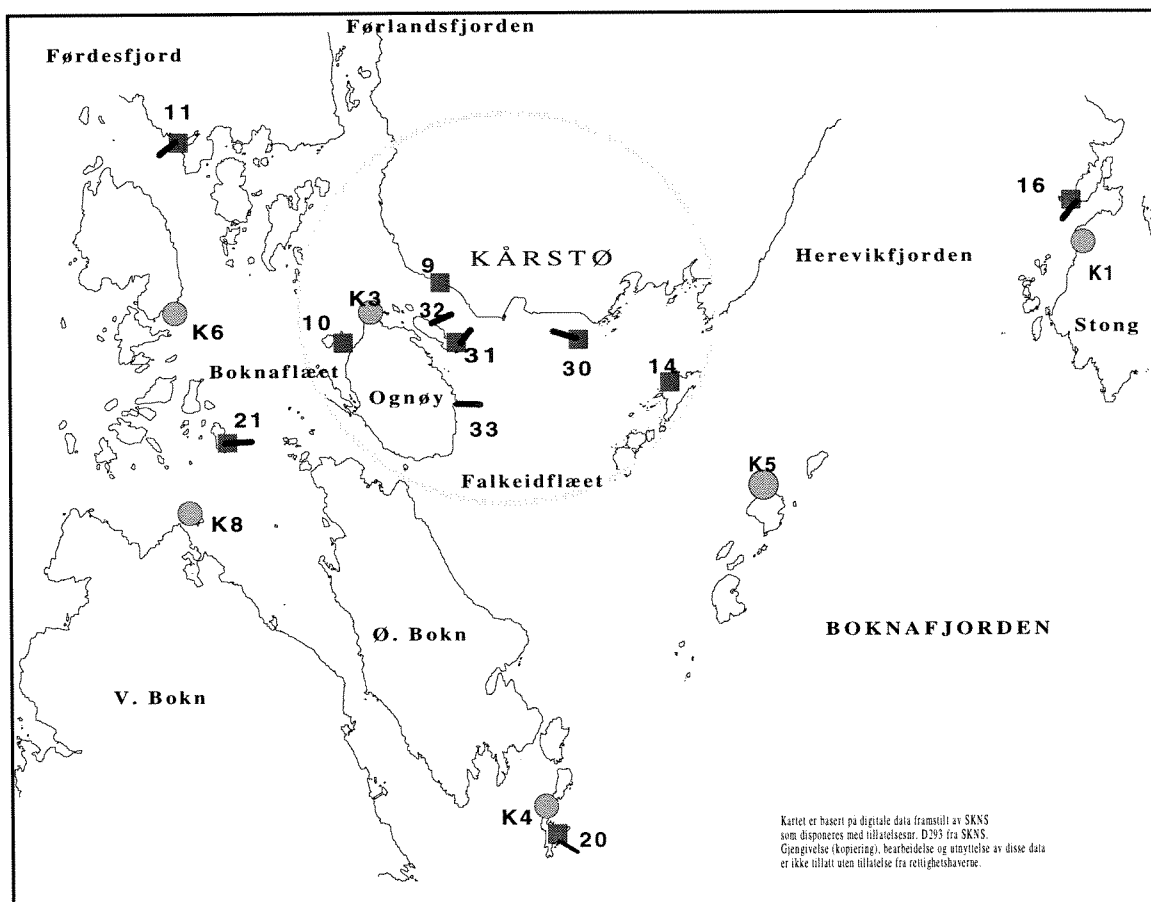 Førlandsfjorden
Førdesfjord
11
16
KÅRSTØ
Herevikfjorden
9
K1
K3
32
K6
10
Stong
31
30
Boknaflæet
14
Ognøy
21
33
K5
Falkeidflæet
K8
BOKNAFJORDEN
Ø. Bokn
V. Bokn
K4
20
Kartet er basert på digitale data framstilt av SKNS
som disponeres med tillatelsesnr. D293 fra SKNS.
Gjengivelse (kopiering), bearbeidelse og utnyttelse av disse data
er ikke tillatt uten tillatelse fra rettighetshaverne.